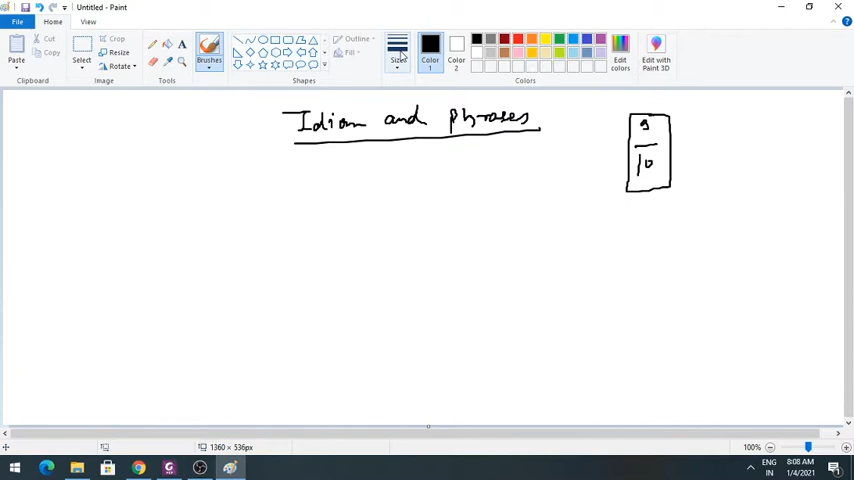 Untitled - Paint
File Home View
Paste Cut Copy Clipboard
Select Crop Resize Rotate Image
A Tools
Brushes
Outline Fill Shapes
Sizes
Color 1 Color 2 Edit colors Colors
Edit with Paint 3D
Idiom and phrases
9
10
1360 × 536px 100%
ENG IN 8:08 AM 1/4/2021